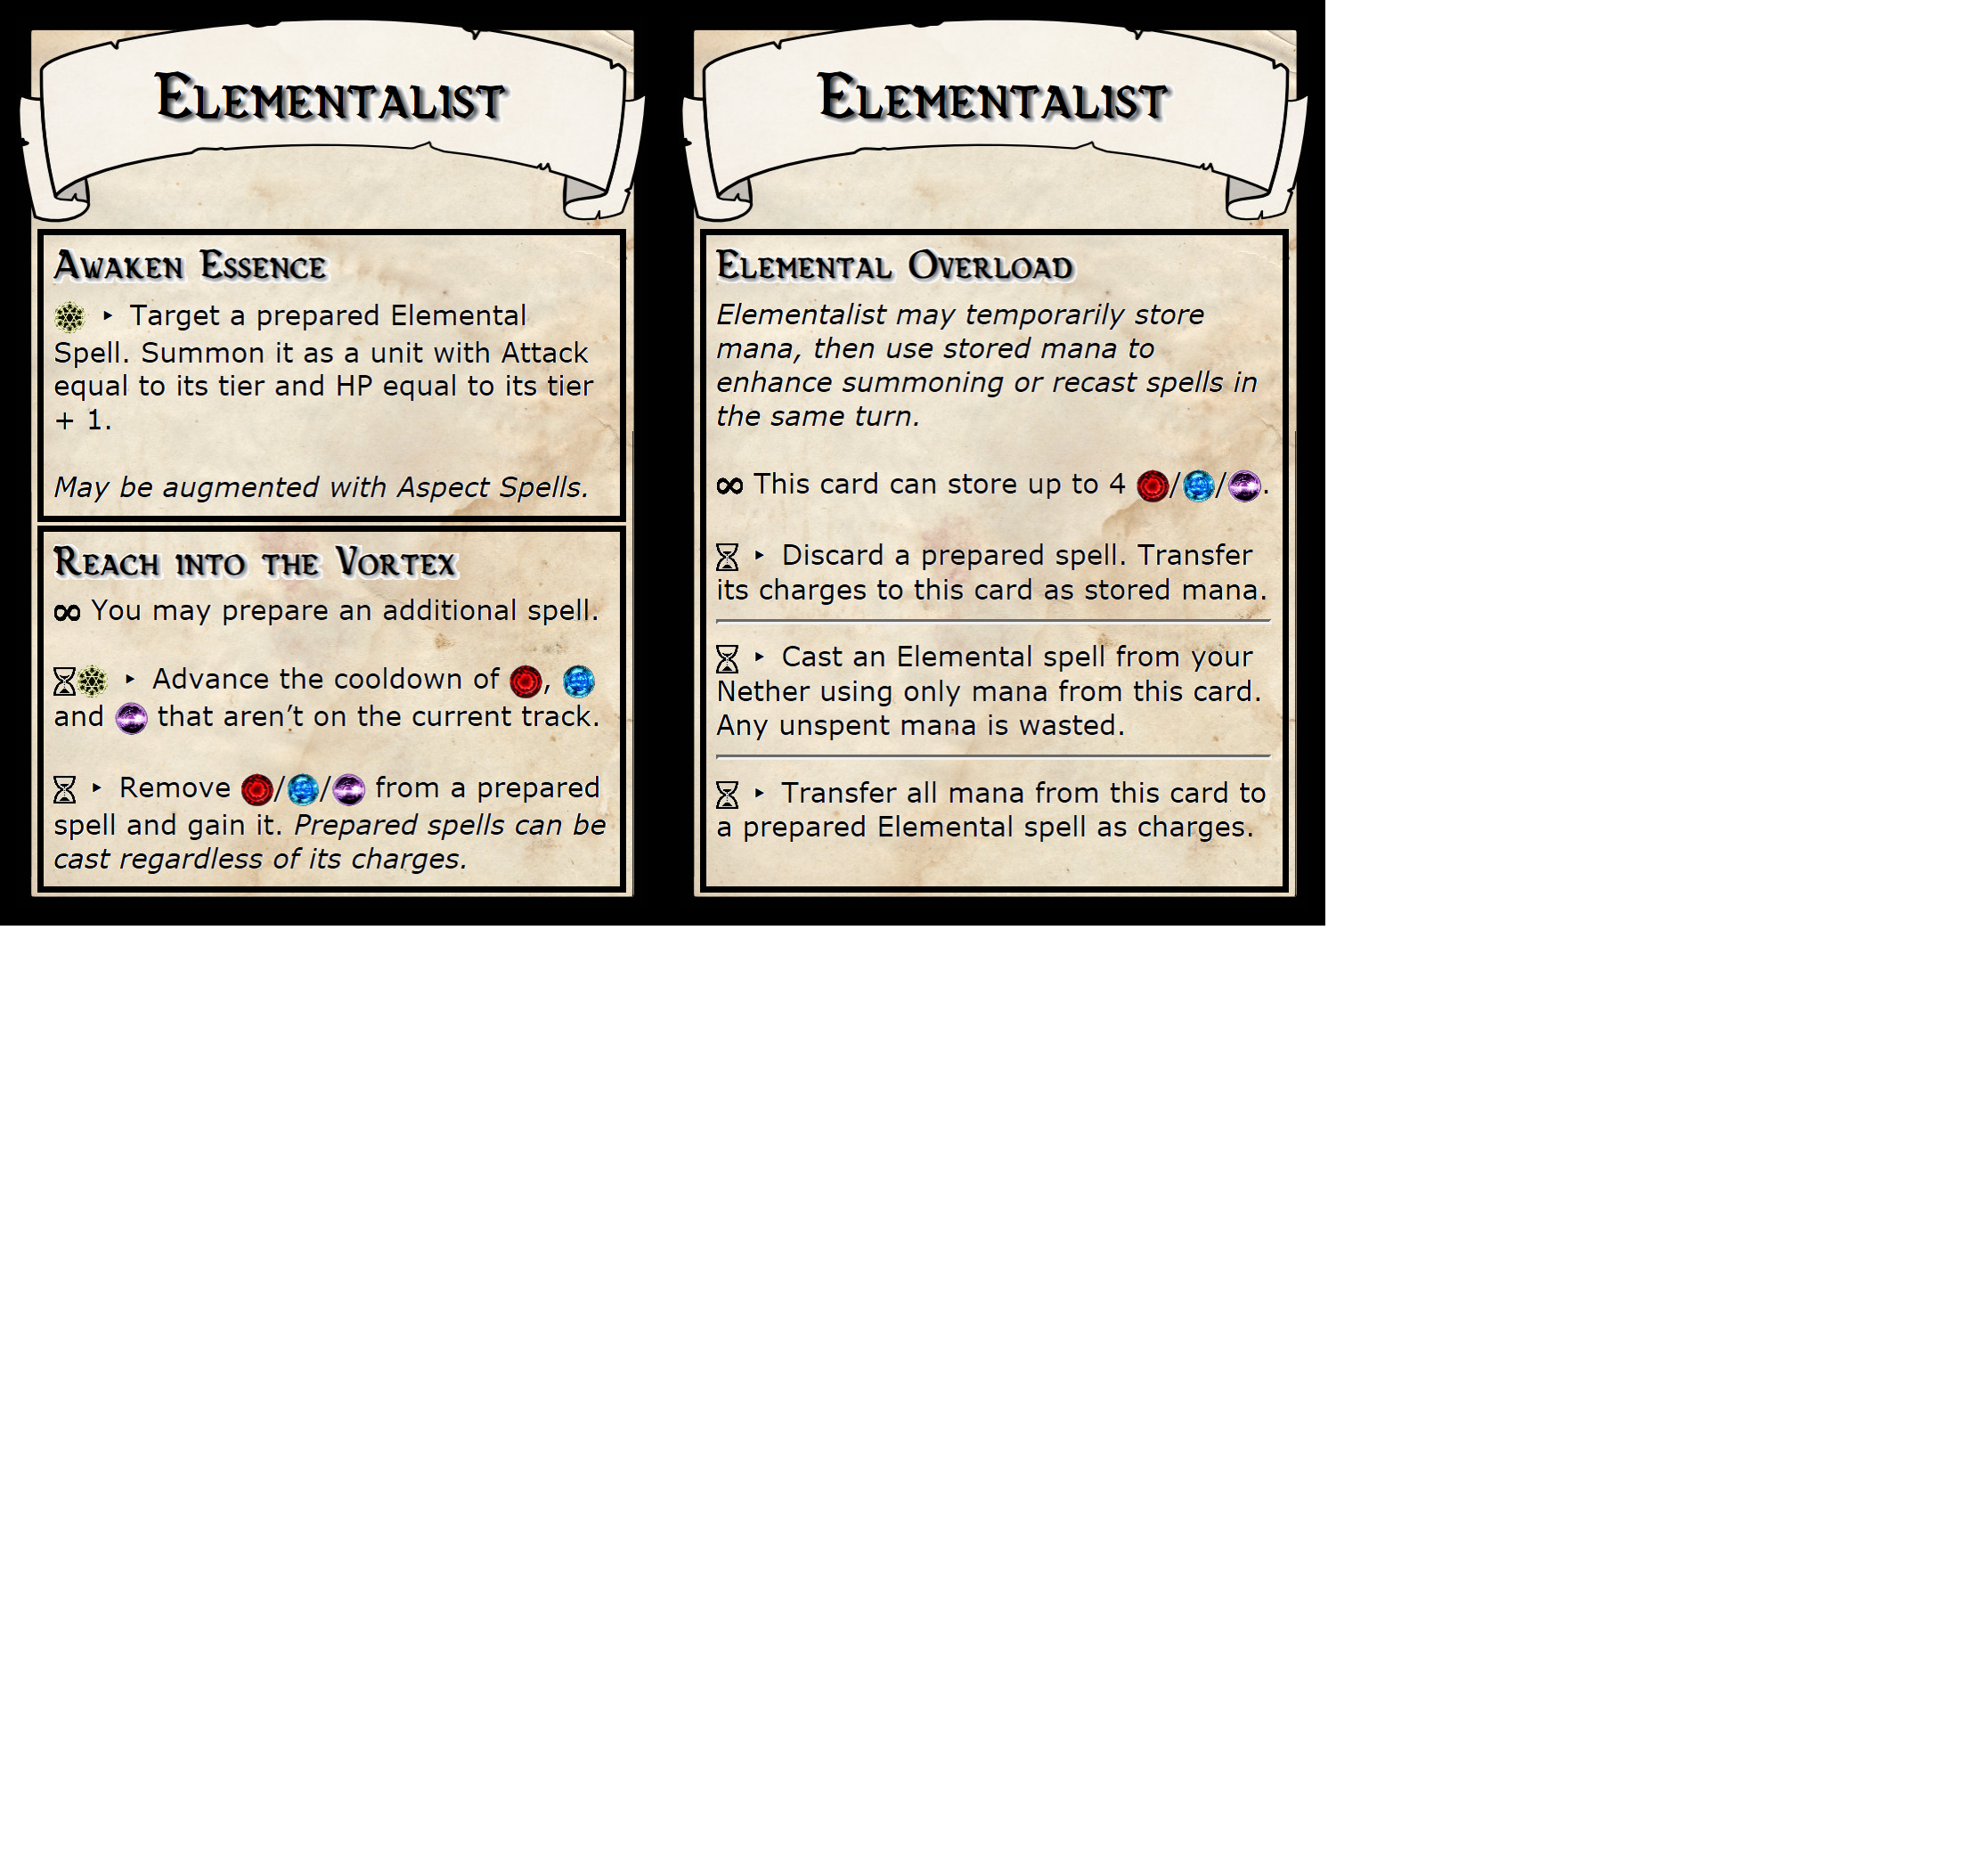 Elementalist
Awaken Essence
‣ Target a prepared Elemental
Spell. Summon it as a unit with Attack
equal to its tier and HP equal to its tier
+ 1.
May be augmented with Aspect Spells.
Reach into the Vortex
∞ You may prepare an additional spell.
‣ Advance the cooldown of ,
and that aren’t on the current track.
‣ Remove / / from a prepared
spell and gain it. Prepared spells can be
cast regardless of its charges.
Elementalist
Elemental Overload
Elementalist may temporarily store
mana, then use stored mana to
enhance summoning or recast spells in
the same turn.
∞ This card can store up to 4 / / .
‣ Discard a prepared spell. Transfer
its charges to this card as stored mana.
‣ Cast an Elemental spell from your
Nether using only mana from this card.
Any unspent mana is wasted.
‣ Transfer all mana from this card to
a prepared Elemental spell as charges.